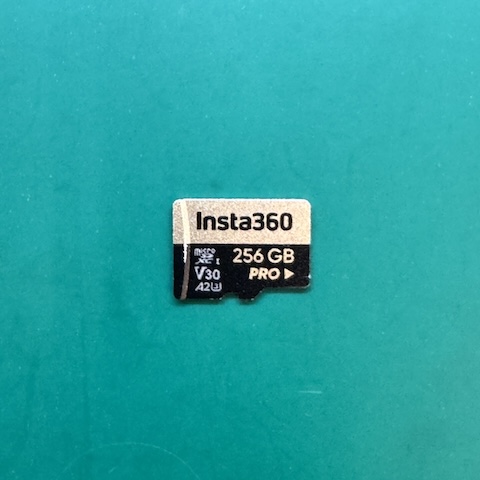 Insta360
micro
SD XC I
256 GB
V30
PRO
A2 U3